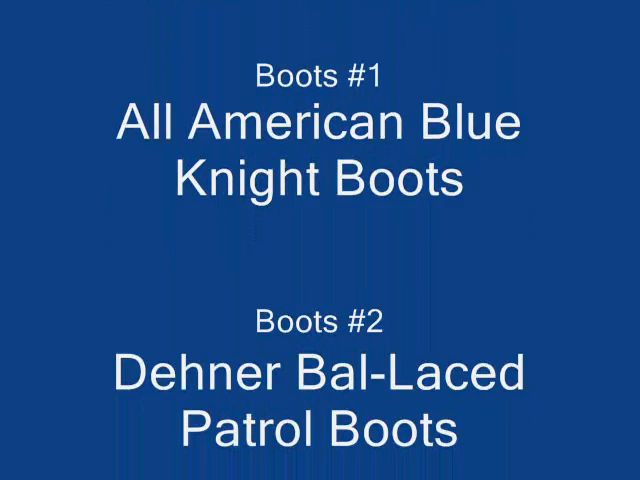 Boots #1
All American Blue
Knight Boots
Boots #2
Dehner Bal-Laced
Patrol Boots